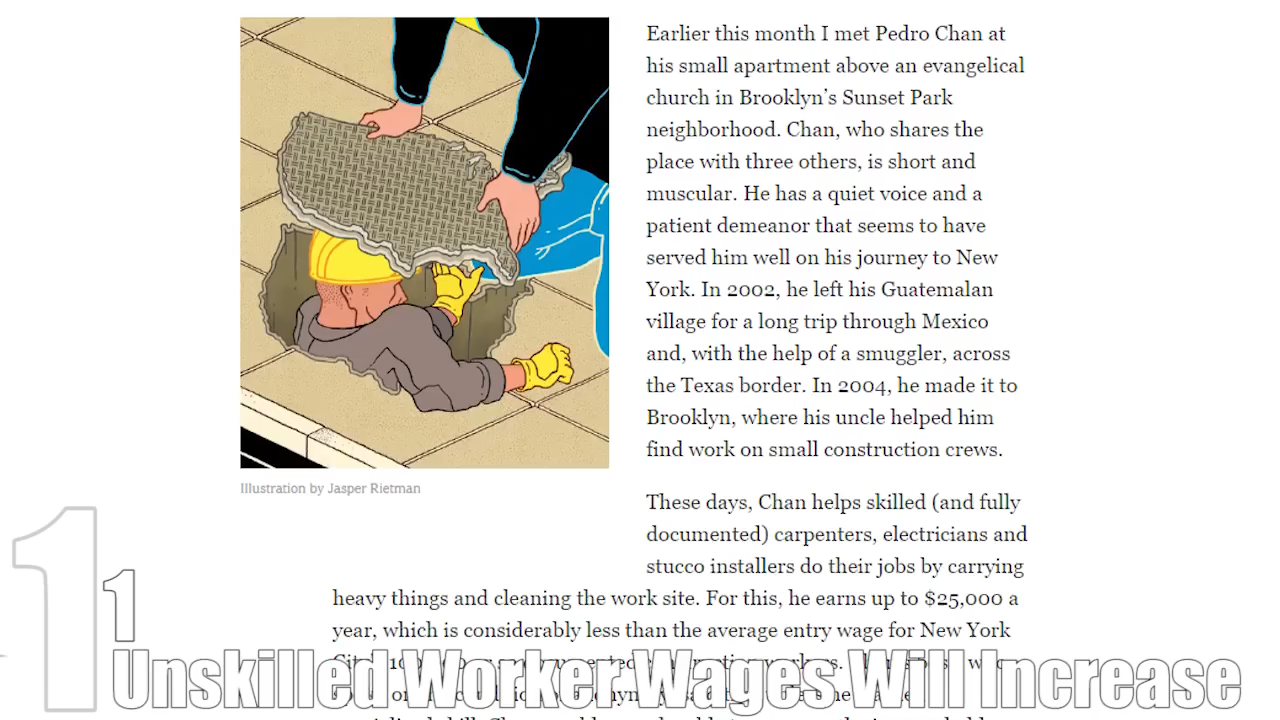 Earlier this month I met Pedro Chan at
his small apartment above an evangelical
church in Brooklyn's Sunset Park
neighborhood. Chan, who shares the
place with three others, is short and
muscular. He has a quiet voice and a
patient demeanor that seems to have
served him well on his journey to New
York. In 2002, he left his Guatemalan
village for a long trip through Mexico
and, with the help of a smuggler, across
the Texas border. In 2004, he made it to
Brooklyn, where his uncle helped him
find work on small construction crews.
Illustration by Jasper Rietman
These days, Chan helps skilled (and fully
documented) carpenters, electricians and
stucco installers do their jobs by carrying
heavy things and cleaning the work site. For this, he earns up to $25,000 a
year, which is considerably less than the average entry wage for New York
1
1
Unskilled Worker Wages Will Increase